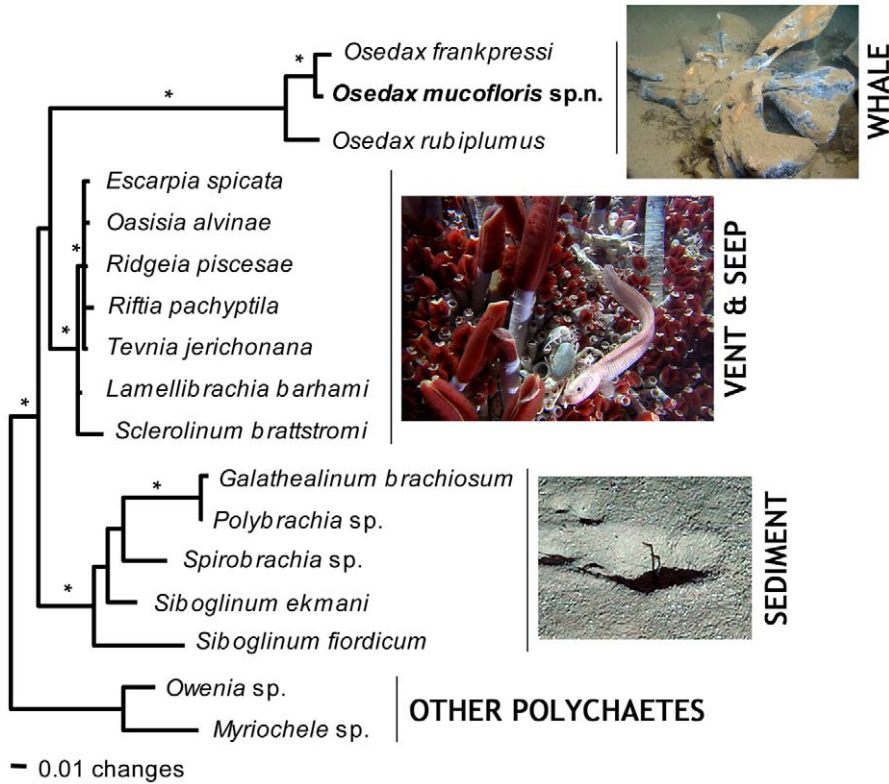 Osedax frankpressi
Osedax mucofloris sp.n.
Osedax rubiplumus
WHALE
Escarpia spicata
Oasisia alvinae
Ridgeia piscesae
Riftia pachyptila
Tevnia jerichonana
Lamellibrachia barhami
Sclerolinum brattstromi
VENT & SEEP
Galathealinum brachiosum
Polybrachia sp.
Spirobrachia sp.
Siboglinum ekmani
Siboglinum fiordicum
SEDIMENT
Owenia sp.
Myriochele sp.
OTHER POLYCHAETES
0.01 changes